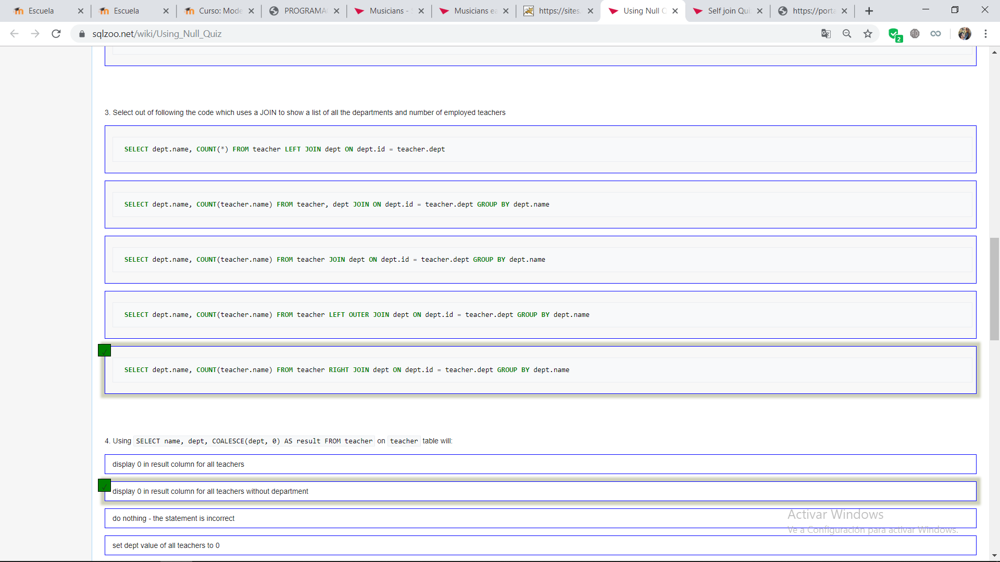 Escuela
Escuela
Curso: Mode
PROGRAMA
Musicians -
Musicians ea
https://sites.
Using Null
Self join Qui
https://porta
sqlzoo.net/wiki/Using_Null_Quiz
2
3. Select out of following the code which uses a JOIN to show a list of all the departments and number of employed teachers
SELECT dept.name, COUNT(*) FROM teacher LEFT JOIN dept ON dept.id = teacher.dept
SELECT dept.name, COUNT(teacher.name) FROM teacher, dept JOIN ON dept.id = teacher.dept GROUP BY dept.name
SELECT dept.name, COUNT(teacher.name) FROM teacher JOIN dept ON dept.id = teacher.dept GROUP BY dept.name
SELECT dept.name, COUNT(teacher.name) FROM teacher LEFT OUTER JOIN dept ON dept.id = teacher.dept GROUP BY dept.name
SELECT dept.name, COUNT(teacher.name) FROM teacher RIGHT JOIN dept ON dept.id = teacher.dept GROUP BY dept.name
4. Using SELECT name, dept, COALESCE(dept, 0) AS result FROM teacher on teacher table will:
display 0 in result column for all teachers
display 0 in result column for all teachers without department
do nothing - the statement is incorrect
set dept value of all teachers to 0
Activar Windows
Ve a Configuración para activar Windows.